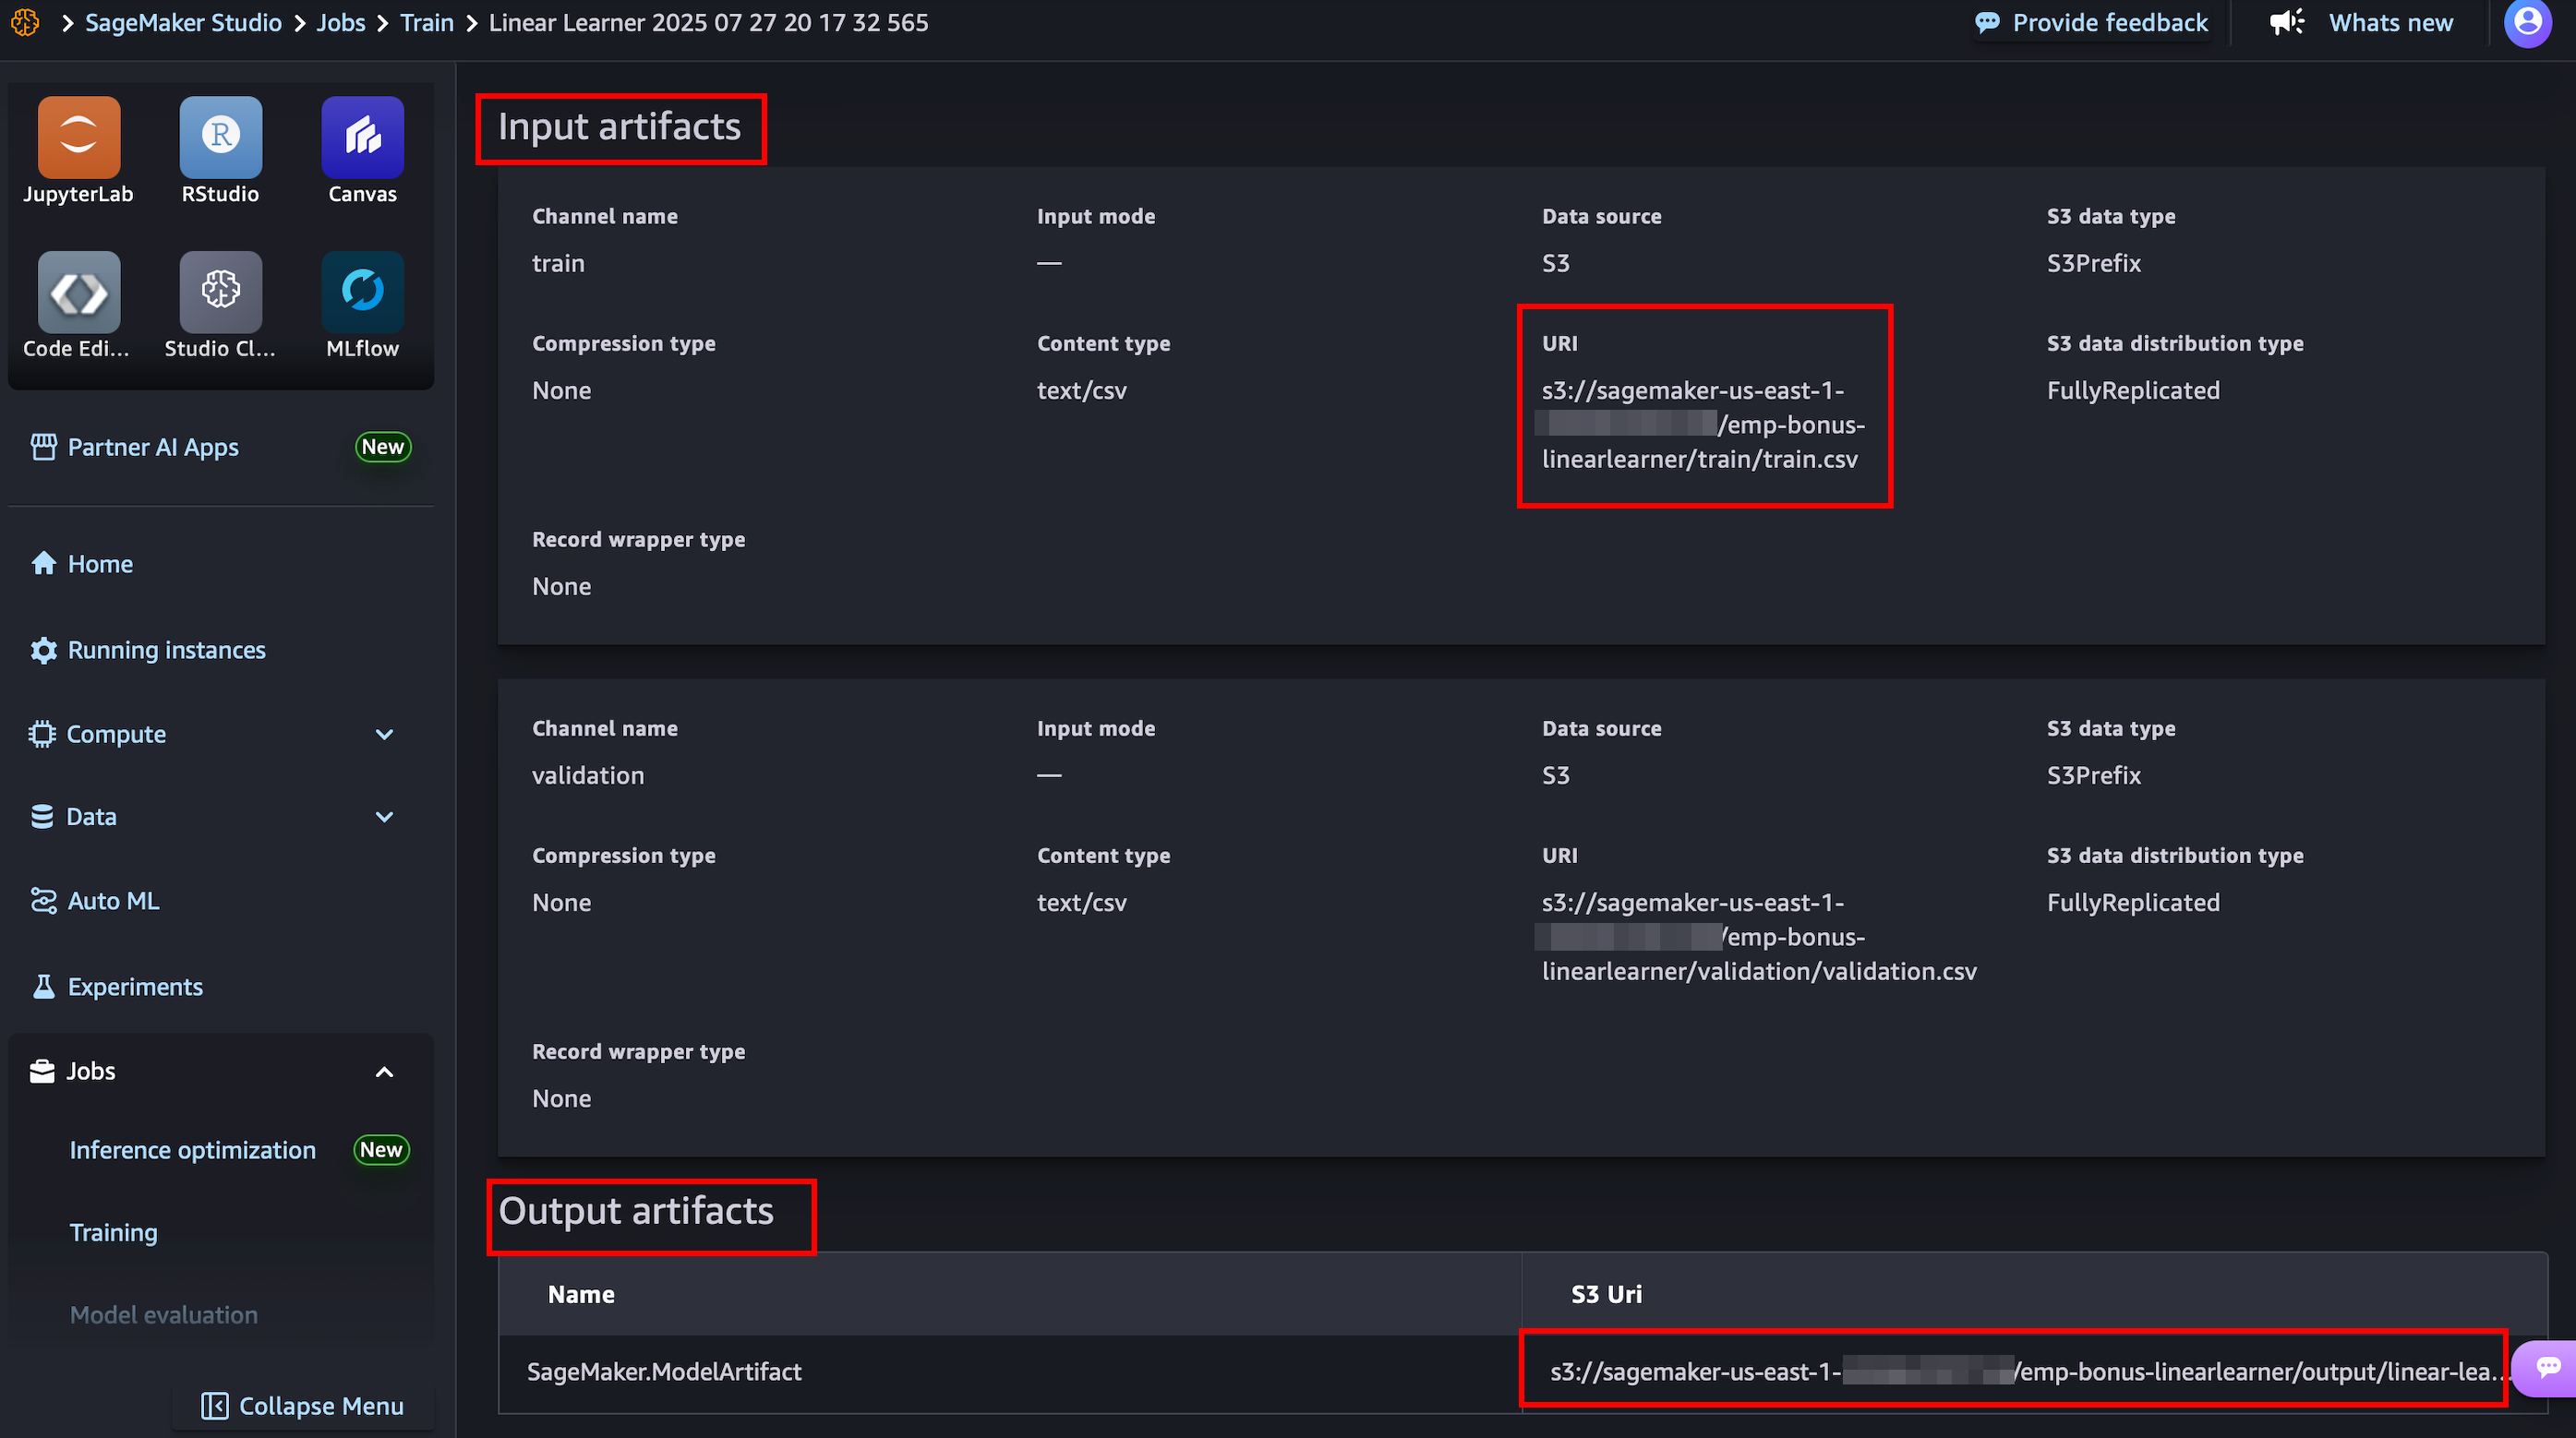 SageMaker Studio > Jobs > Train > Linear Learner 2025 07 27 20 17 32 565
Provide feedback
Whats new
JupyterLab
RStudio
Canvas
Code Edi...
Studio Cl...
MLflow
Partner AI Apps
New
Home
Running instances
Compute
Data
Auto ML
Experiments
Jobs
Inference optimization
New
Training
Model evaluation
Collapse Menu
Input artifacts
Channel name
train
Input mode
—
Data source
S3
S3 data type
S3Prefix
Compression type
None
Content type
text/csv
URI
s3://sagemaker-us-east-1-
/emp-bonus-
linearlearner/train/train.csv
S3 data distribution type
FullyReplicated
Record wrapper type
None
Channel name
validation
Input mode
—
Data source
S3
S3 data type
S3Prefix
Compression type
None
Content type
text/csv
URI
s3://sagemaker-us-east-1-
/emp-bonus-
linearlearner/validation/validation.csv
S3 data distribution type
FullyReplicated
Record wrapper type
None
Output artifacts
Name
S3 Uri
SageMaker.ModelArtifact
s3://sagemaker-us-east-1- /emp-bonus-linearlearner/output/linear-lea...